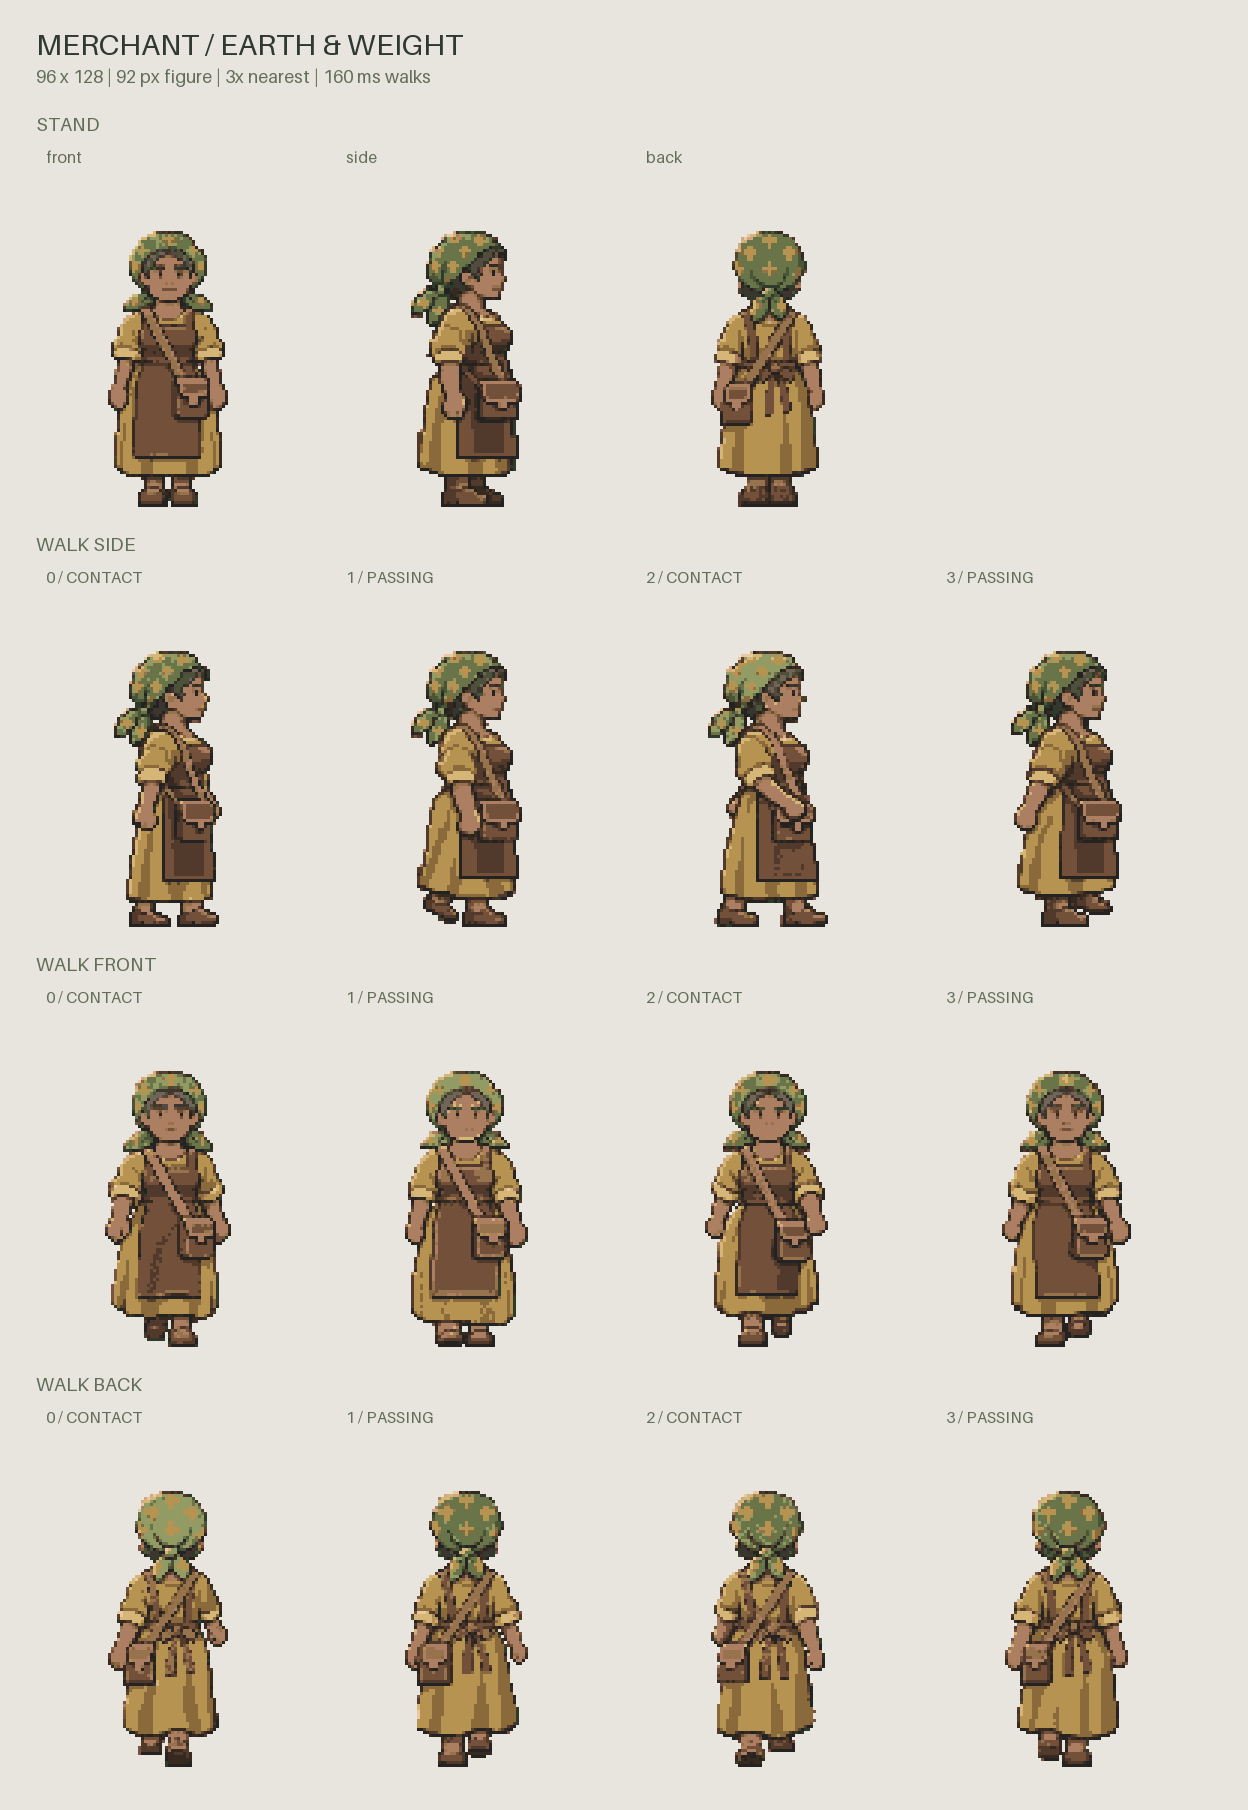 MERCHANT / EARTH & WEIGHT
96 x 128 | 92 px figure | 3x nearest | 160 ms walks
STAND
front side back
WALK SIDE
0 / CONTACT 1 / PASSING 2 / CONTACT 3 / PASSING
WALK FRONT
0 / CONTACT 1 / PASSING 2 / CONTACT 3 / PASSING
WALK BACK
0 / CONTACT 1 / PASSING 2 / CONTACT 3 / PASSING